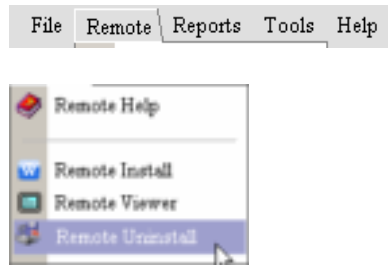 File Remote Reports Tools Help
Remote Help
Remote Install
Remote Viewer
Remote Uninstall